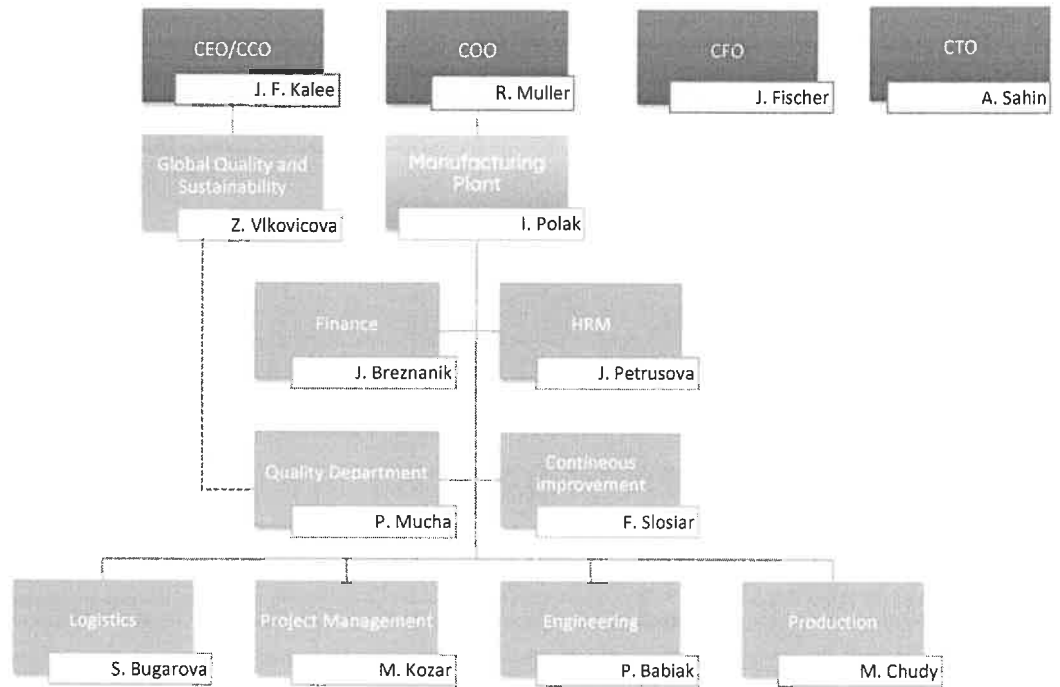 CEO/CCO
J. F. Kalee
COO
R. Muller
CFO
J. Fischer
CTO
A. Sahin
Global Quality and
Sustainability
Z. Vlkovicova
Manufacturing
Plant
I. Polak
Finance
J. Breznanik
HRM
J. Petrusova
Quality Department
P. Mucha
Contineous
improvement
F. Slosiar
Logistics
S. Bugarova
Project Management
M. Kozar
Engineering
P. Babiak
Production
M. Chudy